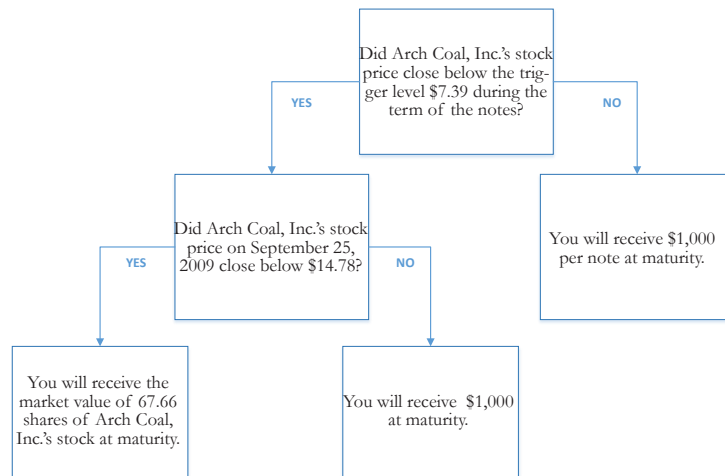 Did Arch Coal, Inc.'s stock
price close below the trig-
ger level $7.39 during the
term of the notes?
YES
NO
Did Arch Coal, Inc.'s stock
price on September 25,
2009 close below $14.78?
You will receive $1,000
per note at maturity.
YES
NO
You will receive the
market value of 67.66
shares of Arch Coal,
Inc.'s stock at maturity.
You will receive  $1,000
at maturity.